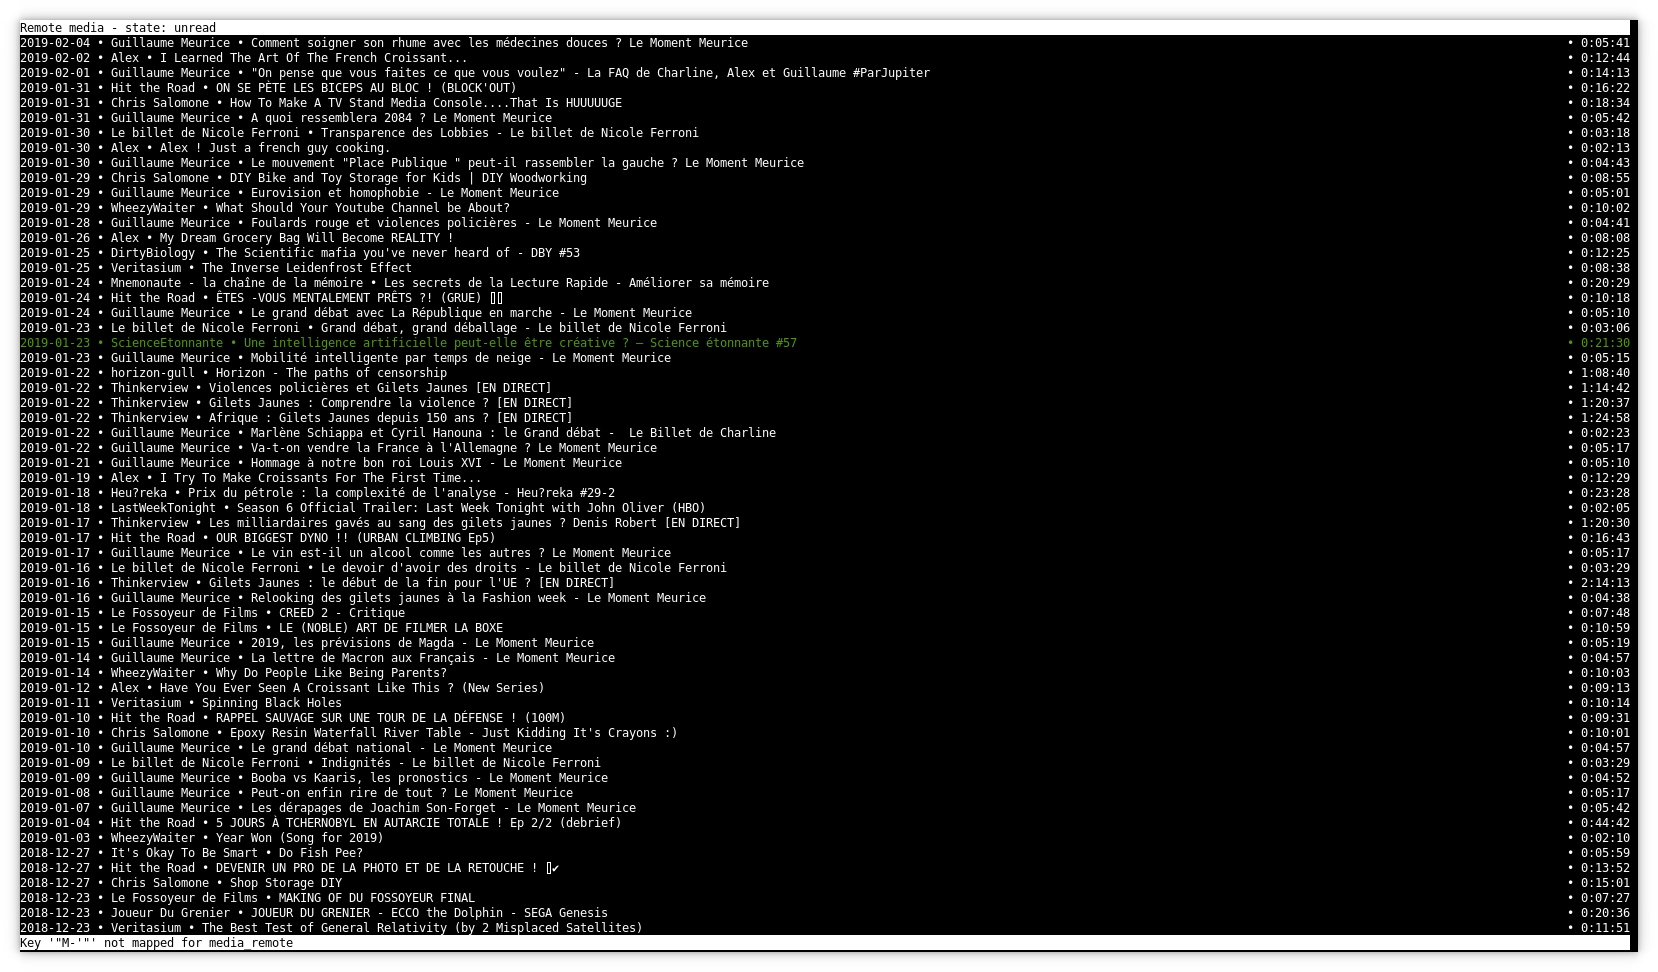 Remote media - state: unread
2019-02-04 • Guillaume Meurice • Comment soigner son rhume avec les médecines douces ? Le Moment Meurice • 0:05:41
2019-02-02 • Alex • I Learned The Art Of The French Croissant... • 0:12:44
2019-02-01 • Guillaume Meurice • "On pense que vous faites ce que vous voulez" - La FAQ de Charline, Alex et Guillaume #ParJupiter • 0:14:13
2019-01-31 • Hit the Road • ON SE PÈTE LES BICEPS AU BLOC ! (BLOCK'OUT) • 0:16:22
2019-01-31 • Chris Salomone • How To Make A TV Stand Media Console....That Is HUUUUUGE • 0:18:34
2019-01-31 • Guillaume Meurice • A quoi ressemblera 2084 ? Le Moment Meurice • 0:05:42
2019-01-30 • Le billet de Nicole Ferroni • Transparence des Lobbies - Le billet de Nicole Ferroni • 0:03:18
2019-01-30 • Alex • Alex ! Just a french guy cooking. • 0:02:13
2019-01-30 • Guillaume Meurice • Le mouvement "Place Publique " peut-il rassembler la gauche ? Le Moment Meurice • 0:04:43
2019-01-29 • Chris Salomone • DIY Bike and Toy Storage for Kids | DIY Woodworking • 0:08:55
2019-01-29 • Guillaume Meurice • Eurovision et homophobie - Le Moment Meurice • 0:05:01
2019-01-29 • WheezyWaiter • What Should Your Youtube Channel be About? • 0:10:02
2019-01-28 • Guillaume Meurice • Foulards rouge et violences policières - Le Moment Meurice • 0:04:41
2019-01-26 • Alex • My Dream Grocery Bag Will Become REALITY ! • 0:08:08
2019-01-25 • DirtyBiology • The Scientific mafia you've never heard of - DBY #53 • 0:12:25
2019-01-25 • Veritasium • The Inverse Leidenfrost Effect • 0:08:38
2019-01-24 • Mnemonaute - la chaîne de la mémoire • Les secrets de la Lecture Rapide - Améliorer sa mémoire • 0:20:29
2019-01-24 • Hit the Road • ÊTES -VOUS MENTALEMENT PRÊTS ?! (GRUE) ▯▯ • 0:10:18
2019-01-24 • Guillaume Meurice • Le grand débat avec La République en marche - Le Moment Meurice • 0:05:10
2019-01-23 • Le billet de Nicole Ferroni • Grand débat, grand déballage - Le billet de Nicole Ferroni • 0:03:06
2019-01-23 • ScienceEtonnante • Une intelligence artificielle peut-elle être créative ? — Science étonnante #57 • 0:21:30
2019-01-23 • Guillaume Meurice • Mobilité intelligente par temps de neige - Le Moment Meurice • 0:05:15
2019-01-22 • horizon-gull • Horizon - The paths of censorship • 1:08:40
2019-01-22 • Thinkerview • Violences policières et Gilets Jaunes [EN DIRECT] • 1:14:42
2019-01-22 • Thinkerview • Gilets Jaunes : Comprendre la violence ? [EN DIRECT] • 1:20:37
2019-01-22 • Thinkerview • Afrique : Gilets Jaunes depuis 150 ans ? [EN DIRECT] • 1:24:58
2019-01-22 • Guillaume Meurice • Marlène Schiappa et Cyril Hanouna : le Grand débat -  Le Billet de Charline • 0:02:23
2019-01-22 • Guillaume Meurice • Va-t-on vendre la France à l'Allemagne ? Le Moment Meurice • 0:05:17
2019-01-21 • Guillaume Meurice • Hommage à notre bon roi Louis XVI - Le Moment Meurice • 0:05:10
2019-01-19 • Alex • I Try To Make Croissants For The First Time... • 0:12:29
2019-01-18 • Heu?reka • Prix du pétrole : la complexité de l'analyse - Heu?reka #29-2 • 0:23:28
2019-01-18 • LastWeekTonight • Season 6 Official Trailer: Last Week Tonight with John Oliver (HBO) • 0:02:05
2019-01-17 • Thinkerview • Les milliardaires gavés au sang des gilets jaunes ? Denis Robert [EN DIRECT] • 1:20:30
2019-01-17 • Hit the Road • OUR BIGGEST DYNO !! (URBAN CLIMBING Ep5) • 0:16:43
2019-01-17 • Guillaume Meurice • Le vin est-il un alcool comme les autres ? Le Moment Meurice • 0:05:17
2019-01-16 • Le billet de Nicole Ferroni • Le devoir d'avoir des droits - Le billet de Nicole Ferroni • 0:03:29
2019-01-16 • Thinkerview • Gilets Jaunes : le début de la fin pour l'UE ? [EN DIRECT] • 2:14:13
2019-01-16 • Guillaume Meurice • Relooking des gilets jaunes à la Fashion week - Le Moment Meurice • 0:04:38
2019-01-15 • Le Fossoyeur de Films • CREED 2 - Critique • 0:07:48
2019-01-15 • Le Fossoyeur de Films • LE (NOBLE) ART DE FILMER LA BOXE • 0:10:59
2019-01-15 • Guillaume Meurice • 2019, les prévisions de Magda - Le Moment Meurice • 0:05:19
2019-01-14 • Guillaume Meurice • La lettre de Macron aux Français - Le Moment Meurice • 0:04:57
2019-01-14 • WheezyWaiter • Why Do People Like Being Parents? • 0:10:03
2019-01-12 • Alex • Have You Ever Seen A Croissant Like This ? (New Series) • 0:09:13
2019-01-11 • Veritasium • Spinning Black Holes • 0:10:14
2019-01-10 • Hit the Road • RAPPEL SAUVAGE SUR UNE TOUR DE LA DÉFENSE ! (100M) • 0:09:31
2019-01-10 • Chris Salomone • Epoxy Resin Waterfall River Table - Just Kidding It's Crayons :) • 0:10:01
2019-01-10 • Guillaume Meurice • Le grand débat national - Le Moment Meurice • 0:04:57
2019-01-09 • Le billet de Nicole Ferroni • Indignités - Le billet de Nicole Ferroni • 0:03:29
2019-01-09 • Guillaume Meurice • Booba vs Kaaris, les pronostics - Le Moment Meurice • 0:04:52
2019-01-08 • Guillaume Meurice • Peut-on enfin rire de tout ? Le Moment Meurice • 0:05:17
2019-01-07 • Guillaume Meurice • Les dérapages de Joachim Son-Forget - Le Moment Meurice • 0:05:42
2019-01-04 • Hit the Road • 5 JOURS À TCHERNOBYL EN AUTARCIE TOTALE ! Ep 2/2 (debrief) • 0:44:42
2019-01-03 • WheezyWaiter • Year Won (Song for 2019) • 0:02:10
2018-12-27 • It's Okay To Be Smart • Do Fish Pee? • 0:05:59
2018-12-27 • Hit the Road • DEVENIR UN PRO DE LA PHOTO ET DE LA RETOUCHE ! ▯✔ • 0:13:52
2018-12-27 • Chris Salomone • Shop Storage DIY • 0:15:01
2018-12-23 • Le Fossoyeur de Films • MAKING OF DU FOSSOYEUR FINAL • 0:07:27
2018-12-23 • Joueur Du Grenier • JOUEUR DU GRENIER - ECCO the Dolphin - SEGA Genesis • 0:20:36
2018-12-23 • Veritasium • The Best Test of General Relativity (by 2 Misplaced Satellites) • 0:11:51
Key '"M-'"' not mapped for media_remote